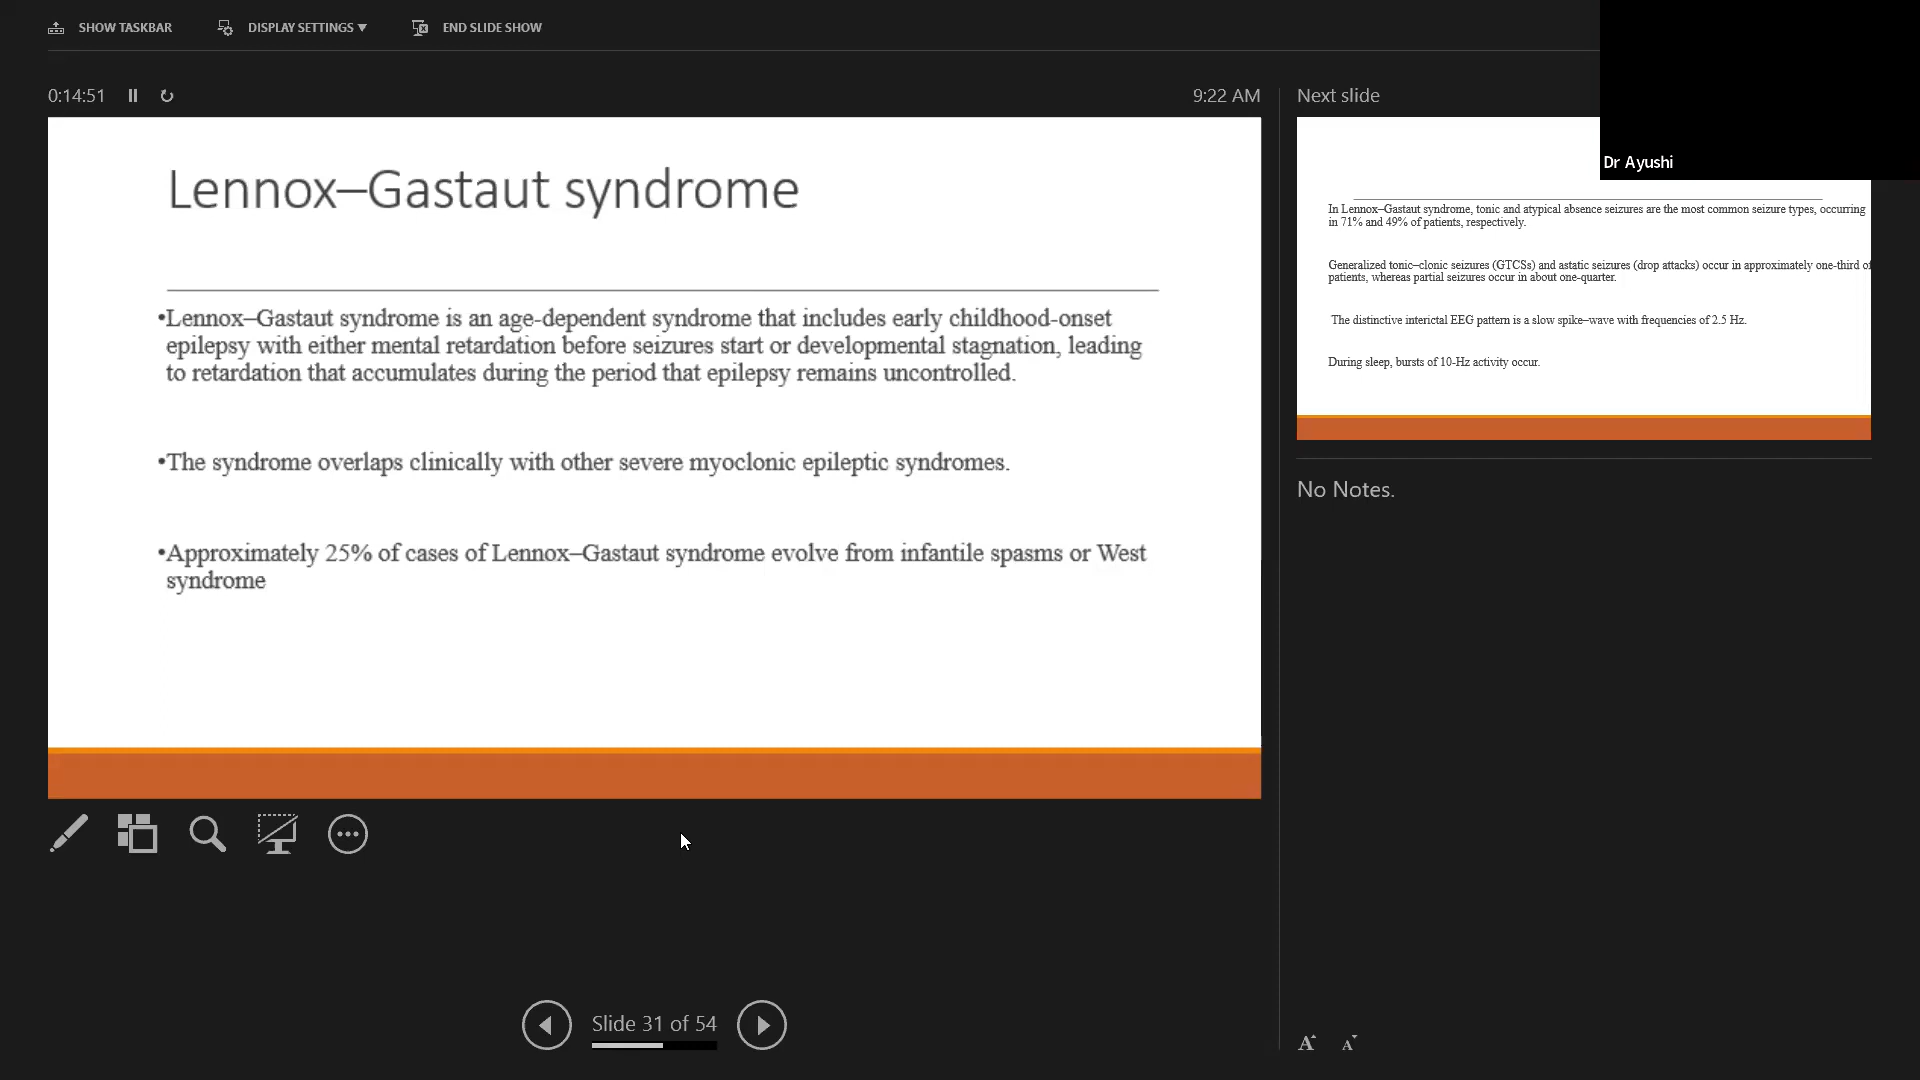 SHOW TASKBAR DISPLAY SETTINGS ▼ END SLIDE SHOW
0:14:51 9:22 AM
Lennox–Gastaut syndrome
•Lennox–Gastaut syndrome is an age-dependent syndrome that includes early childhood-onset
epilepsy with either mental retardation before seizures start or developmental stagnation, leading
to retardation that accumulates during the period that epilepsy remains uncontrolled.
•The syndrome overlaps clinically with other severe myoclonic epileptic syndromes.
•Approximately 25% of cases of Lennox–Gastaut syndrome evolve from infantile spasms or West
syndrome
Slide 31 of 54
Next slide
Dr Ayushi
In Lennox–Gastaut syndrome, tonic and atypical absence seizures are the most common seizure types, occurring
in 71% and 49% of patients, respectively.
Generalized tonic–clonic seizures (GTCSs) and astatic seizures (drop attacks) occur in approximately one-third of
patients, whereas partial seizures occur in about one-quarter.
The distinctive interictal EEG pattern is a slow spike–wave with frequencies of 2.5 Hz.
During sleep, bursts of 10-Hz activity occur.
No Notes.
A A